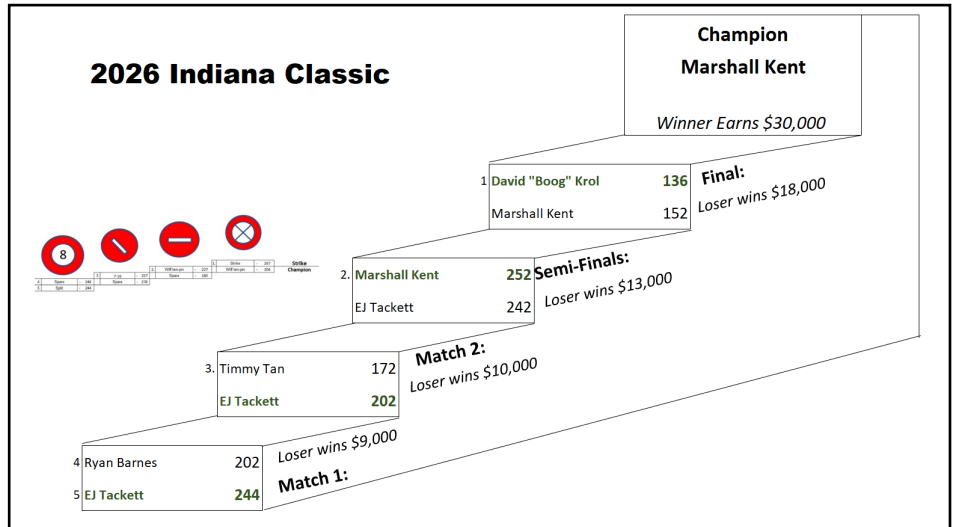 2026 Indiana Classic
Champion
Marshall Kent
Winner Earns $30,000
1 David "Boog" Krol 136
Marshall Kent 152
Final:
Loser wins $18,000
2. Marshall Kent 252
EJ Tackett 242
Semi-Finals:
Loser wins $13,000
3. Timmy Tan 172
EJ Tackett 202
Match 2:
Loser wins $10,000
4 Ryan Barnes 202
5 EJ Tackett 244
Loser wins $9,000
Match 1:
8
Strike
Champion